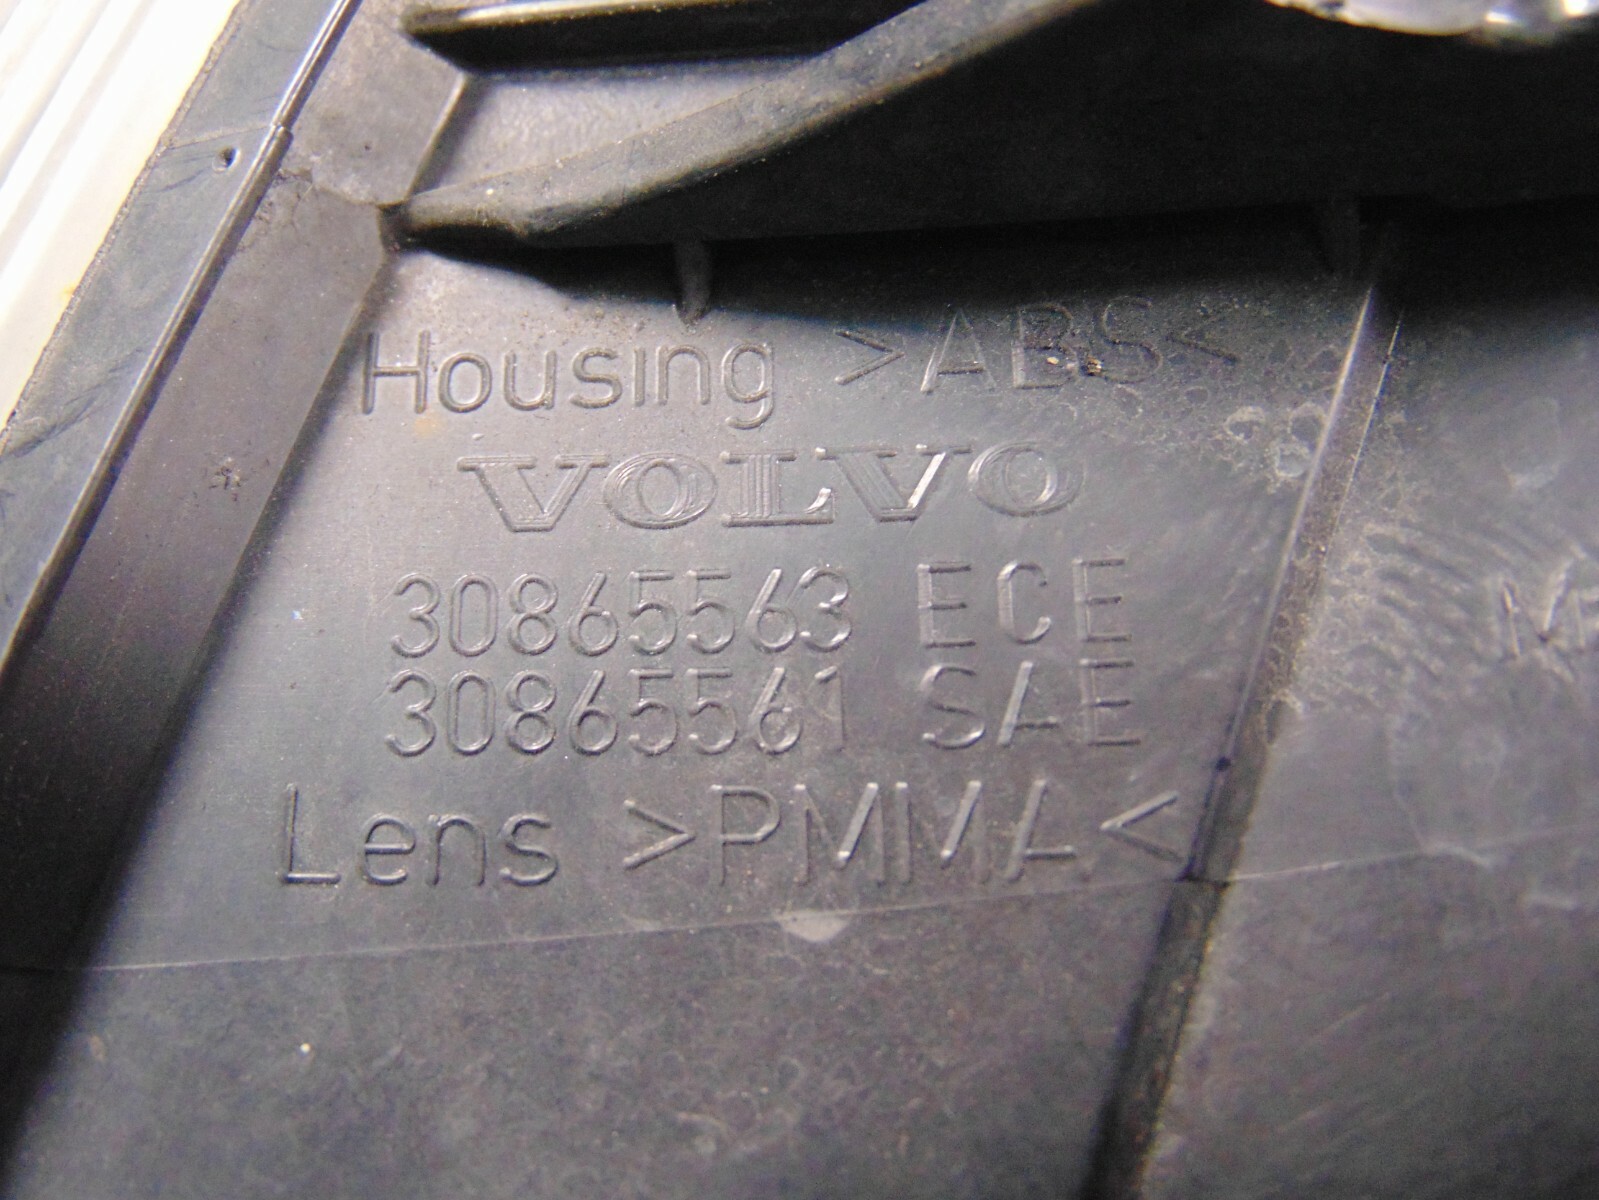 Housing >ABS<
VOLVO
30865563 ECE
30865561 SAE
Lens >PMMA<